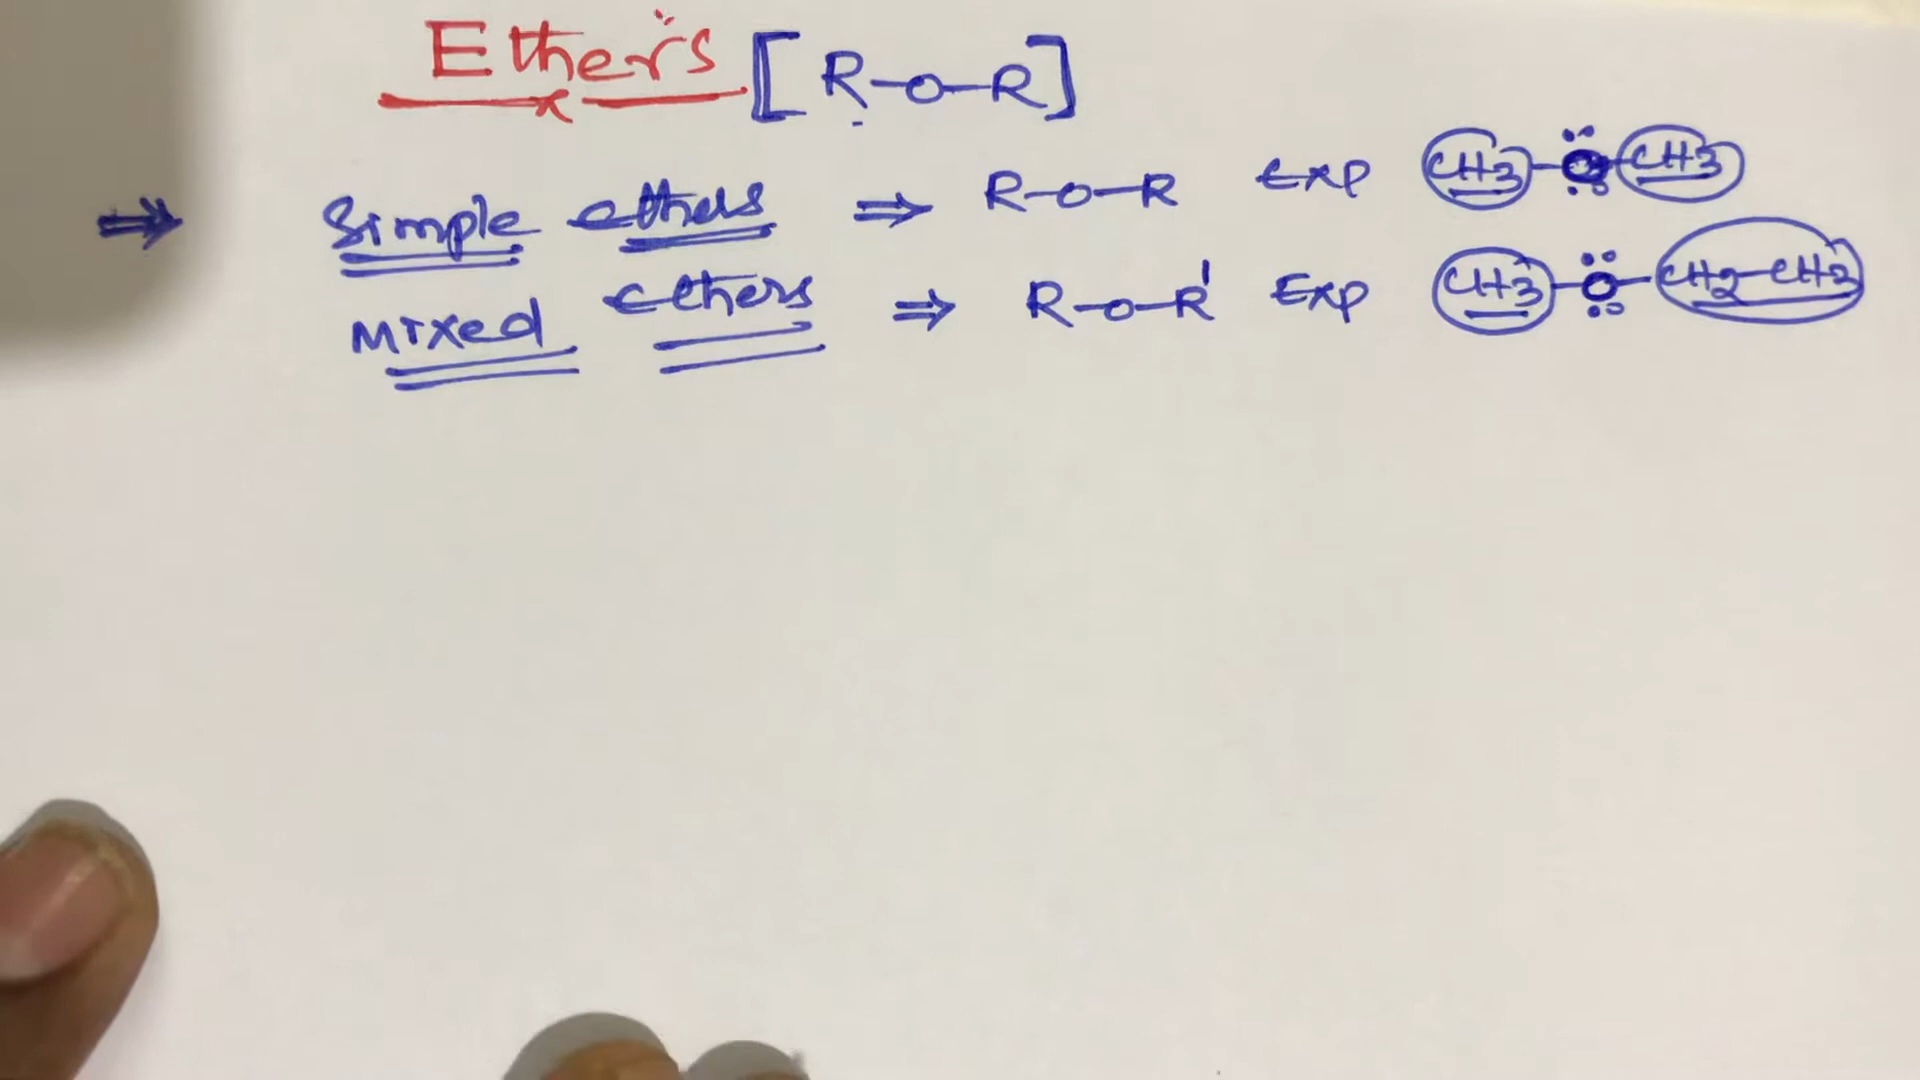 Ethers [R-O-R]
⇒ Simple ethers ⇒ R-O-R Exp CH3-O-CH3
Mixed ethers ⇒ R-O-R' Exp CH3-O-CH2-CH3